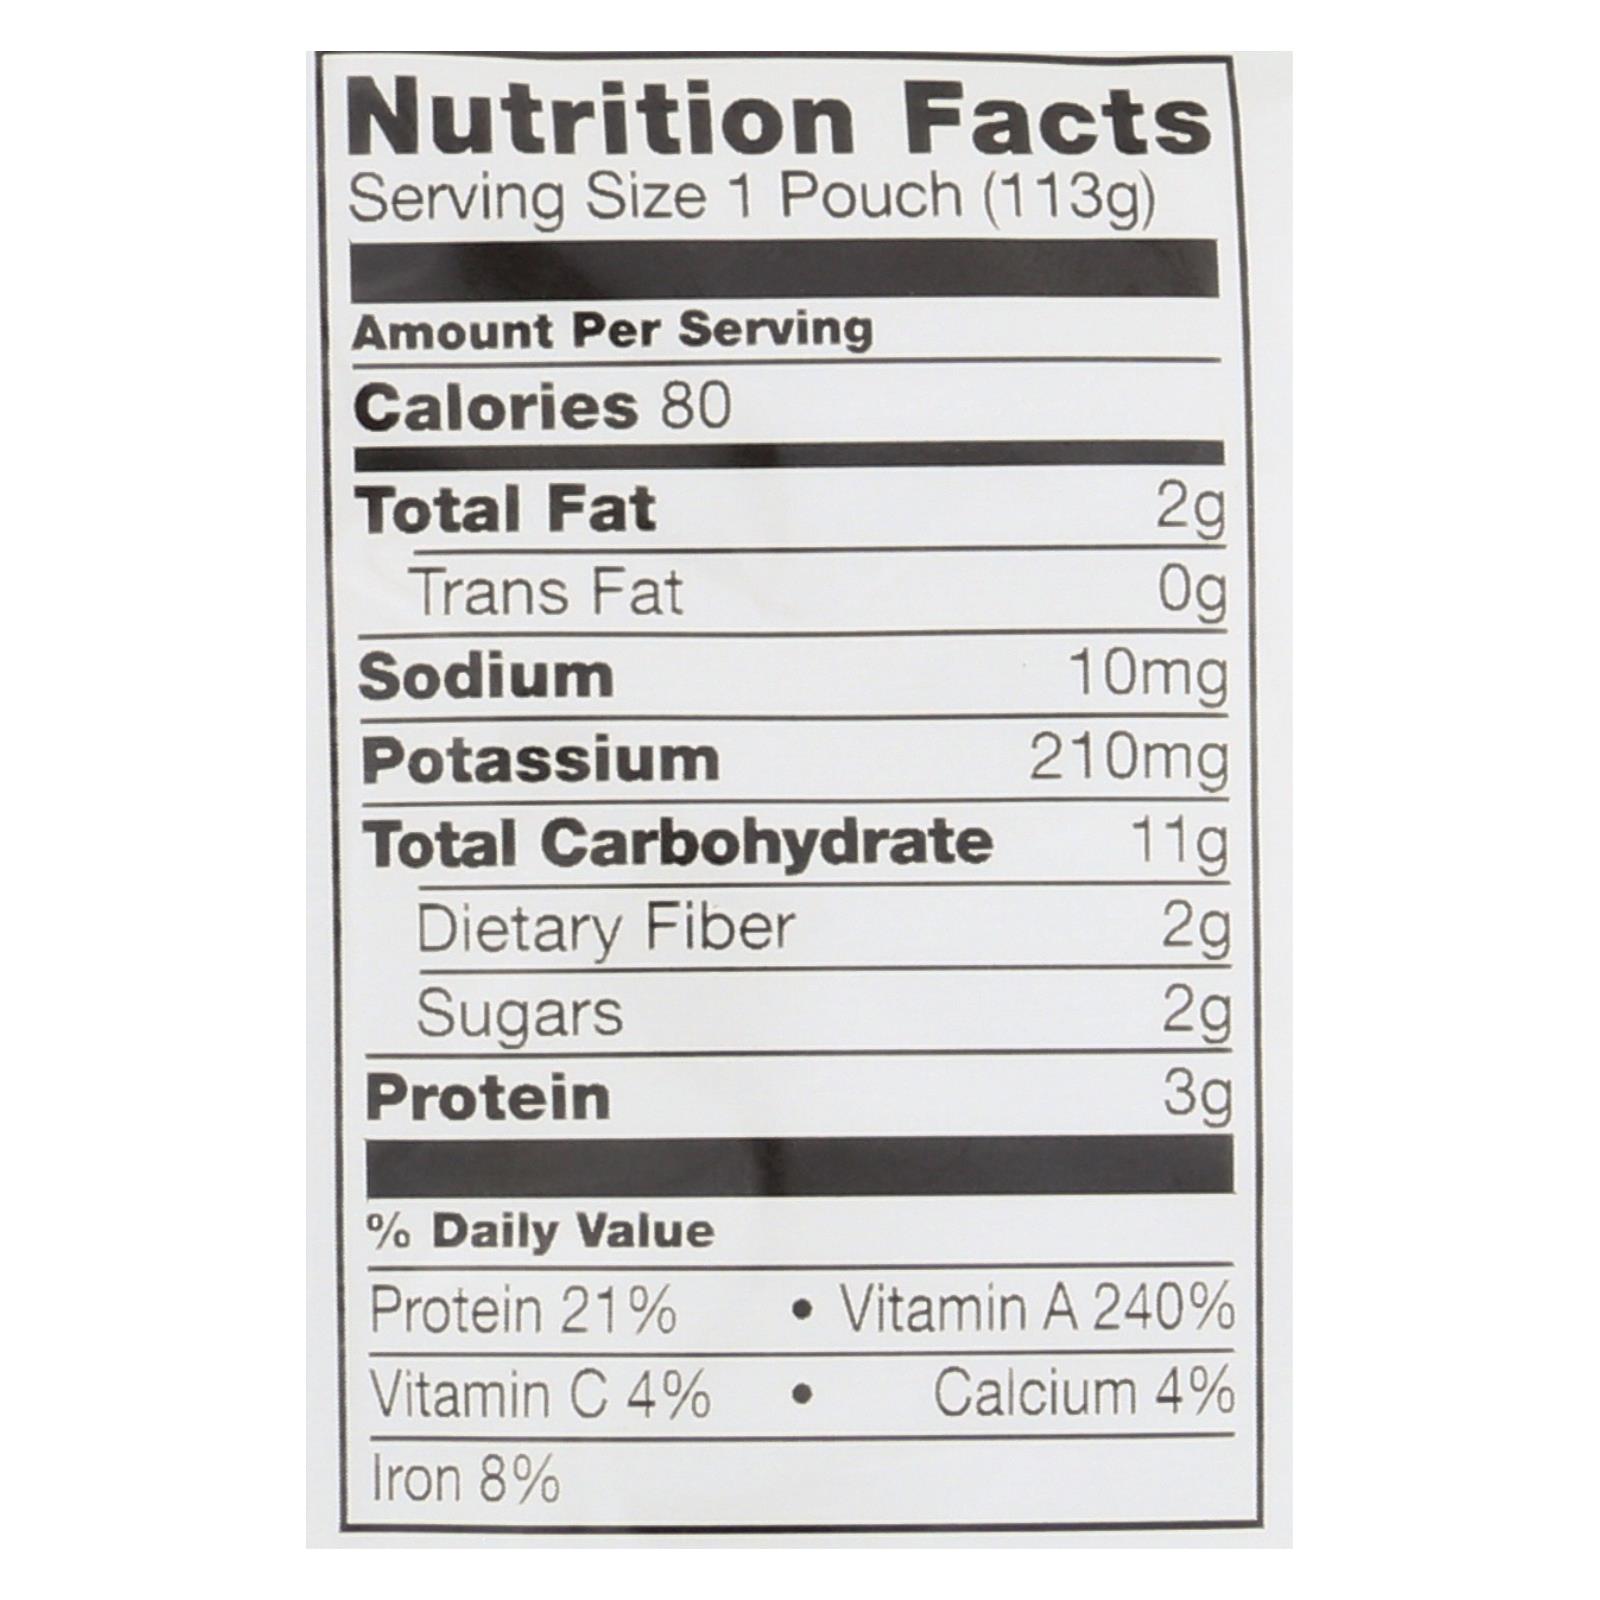 Nutrition Facts
Serving Size 1 Pouch (113g)
Amount Per Serving
Calories 80
Total Fat 2g
Trans Fat 0g
Sodium 10mg
Potassium 210mg
Total Carbohydrate 11g
Dietary Fiber 2g
Sugars 2g
Protein 3g
% Daily Value
Protein 21% • Vitamin A 240%
Vitamin C 4% • Calcium 4%
Iron 8%